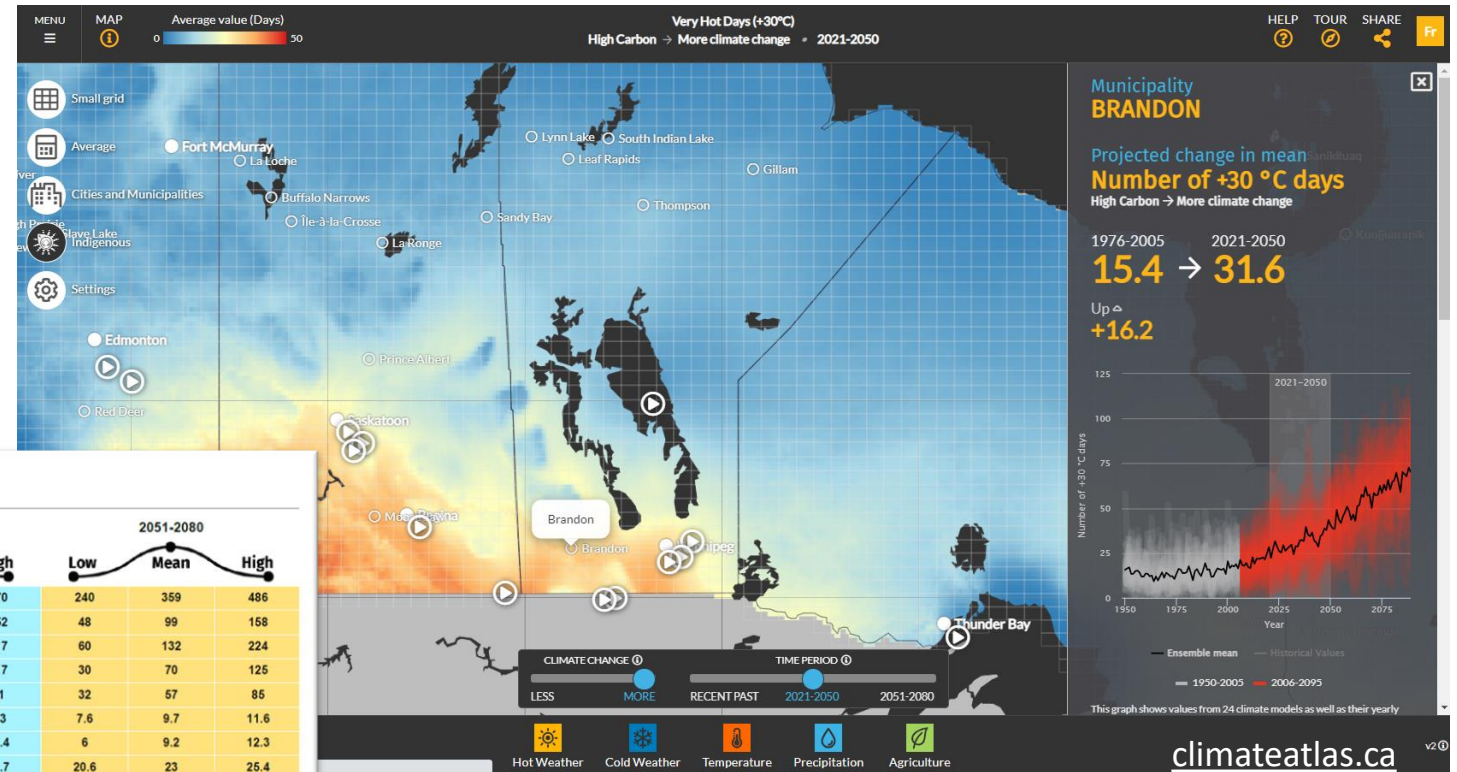 MENU
MAP
Average value (Days)
0 50
Very Hot Days (+30°C)
High Carbon → More climate change • 2021-2050
HELP TOUR SHARE
Fr
Small grid
Average
Cities and Municipalities
Indigenous
Settings
Fort McMurray
La Loche
Buffalo Narrows
Île-à-la-Crosse
La Ronge
Slave Lake
Lynn Lake
South Indian Lake
Leaf Rapids
Gillam
Thompson
Sandy Bay
Edmonton
Prince Albert
Red Deer
Saskatoon
Regina
Brandon
Brandon
Thunder Bay
CLIMATE CHANGE
LESS MORE
TIME PERIOD
RECENT PAST 2021-2050 2051-2080
Hot Weather Cold Weather Temperature Precipitation Agriculture
Municipality
BRANDON
Projected change in mean
Number of +30 °C days
High Carbon → More climate change
1976-2005 2021-2050
15.4 → 31.6
Up
+16.2
2021-2050
125
100
75
50
25
0
Number of +30 °C days
1950 1975 2000 2025 2050 2075
Year
Ensemble mean Historical Values
1950-2005 2006-2095
This graph shows values from 24 climate models as well as their yearly
climateatlas.ca
v2
2051-2080
Low Mean High
240 359 486
48 99 158
60 132 224
30 70 125
32 57 85
7.6 9.7 11.6
6 9.2 12.3
20.6 23 25.4